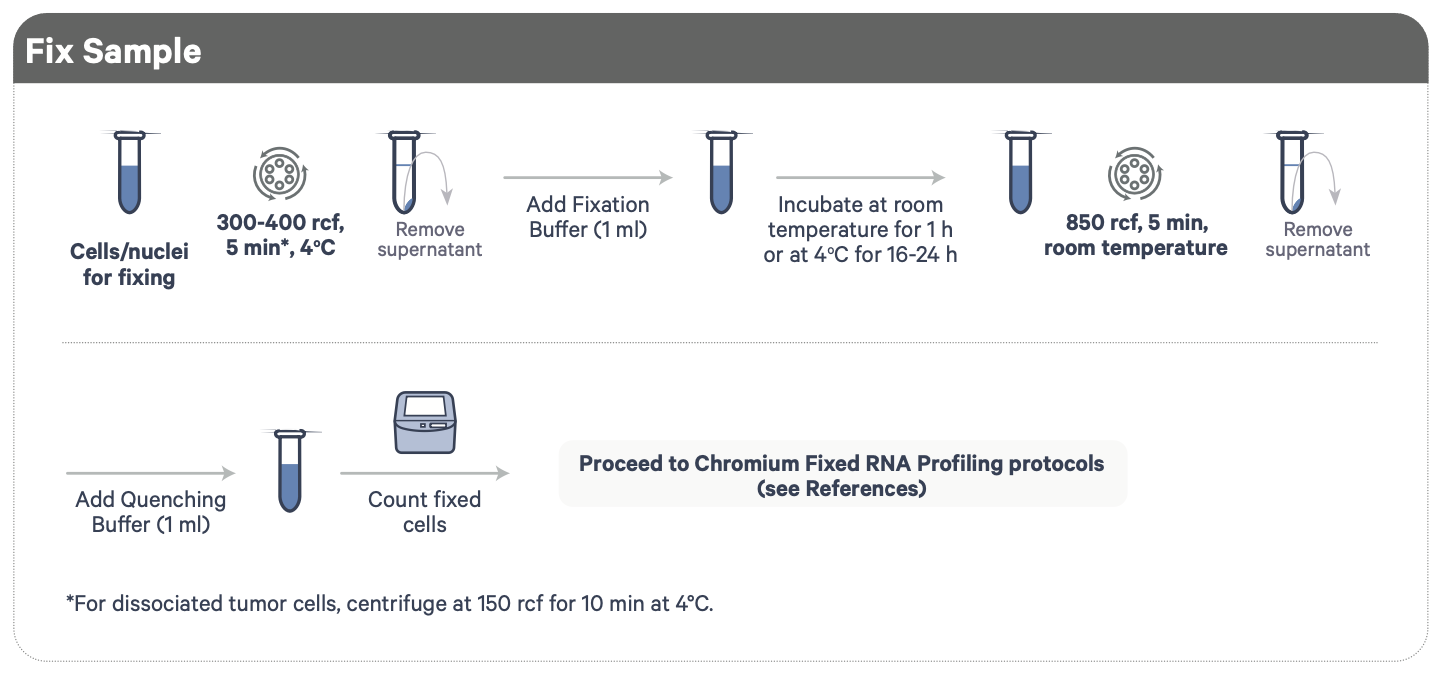 Fix Sample
Cells/nuclei
for fixing
300-400 rcf,
5 min*, 4°C
Remove
supernatant
Add Fixation
Buffer (1 ml)
Incubate at room
temperature for 1 h
or at 4°C for 16-24 h
850 rcf, 5 min,
room temperature
Remove
supernatant
Add Quenching
Buffer (1 ml)
Count fixed
cells
Proceed to Chromium Fixed RNA Profiling protocols
(see References)
*For dissociated tumor cells, centrifuge at 150 rcf for 10 min at 4°C.